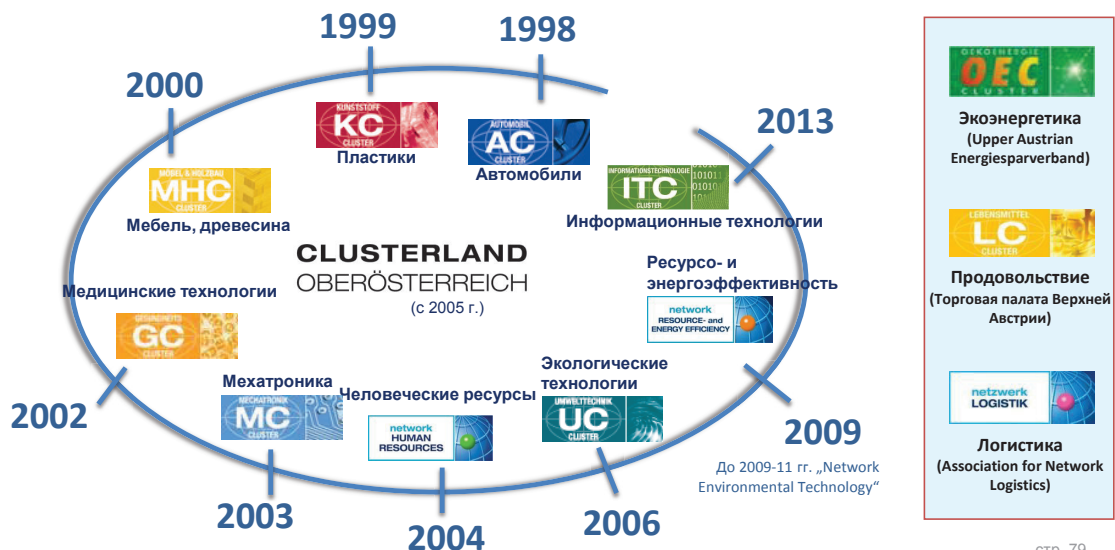 1999
1998
2000
2013
KUNSTSTOFF
KC
CLUSTER
Пластики
AUTOMOBIL
AC
CLUSTER
Автомобили
MÖBEL & HOLZBAU
MHC
CLUSTER
Мебель, древесина
INFORMATIONSTECHNOLOGIE
ITC
CLUSTER
Информационные технологии
CLUSTERLAND
OBERÖSTERREICH
(с 2005 г.)
Ресурсо- и
энергоэффективность
network
RESOURCE- and
ENERGY EFFICIENCY
Медицинские технологии
GESUNDHEITS
GC
CLUSTER
Мехатроника
MECHATRONIK
MC
CLUSTER
Человеческие ресурсы
network
HUMAN
RESOURCES
Экологические
технологии
UMWELTTECHNIK
UC
CLUSTER
2002
2003
2004
2006
2009
До 2009-11 гг. „Network
Environmental Technology“
OEKOENERGIE
OEC
CLUSTER
Экоэнергетика
(Upper Austrian
Energiesparverband)
LEBENSMITTEL
LC
CLUSTER
Продовольствие
(Торговая палата Верхней
Австрии)
netzwerk
LOGISTIK
Логистика
(Association for Network
Logistics)
стр. 79